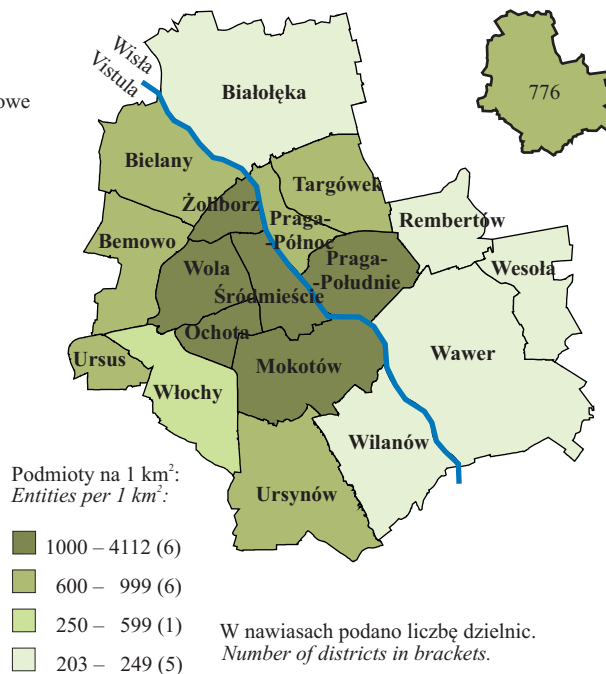 Wisła
Vistula
owe
Białołęka
776
Bielany
Targówek
Żoliborz
Praga-
-Północ
Rembertów
Bemowo
Wola
Praga-
-Południe
Wesoła
Śródmieście
Ochota
Ursus
Włochy
Mokotów
Wawer
Wilanów
Ursynów
Podmioty na 1 km²:
Entities per 1 km²:
1000 – 4112 (6)
600 – 999 (6)
250 – 599 (1)
203 – 249 (5)
W nawiasach podano liczbę dzielnic.
Number of districts in brackets.